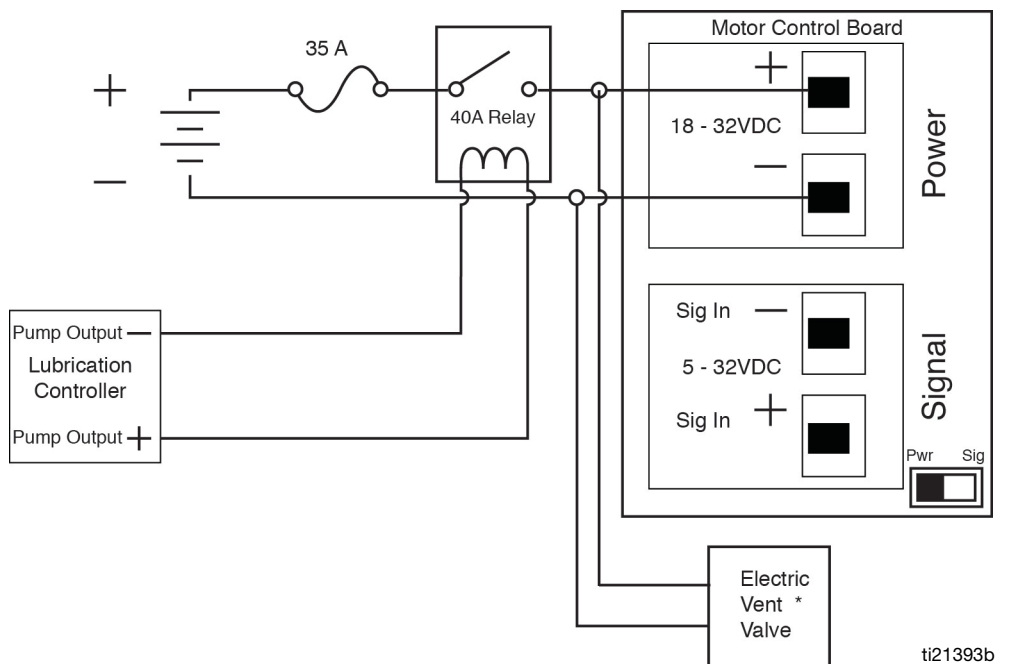 Motor Control Board
35 A
+
40A Relay
+
18 - 32VDC
Power
—
—
Sig In —
5 - 32VDC
Sig In +
Signal
Pwr Sig
Pump Output —
Lubrication
Controller
Pump Output +
Electric
Vent *
Valve
ti21393b